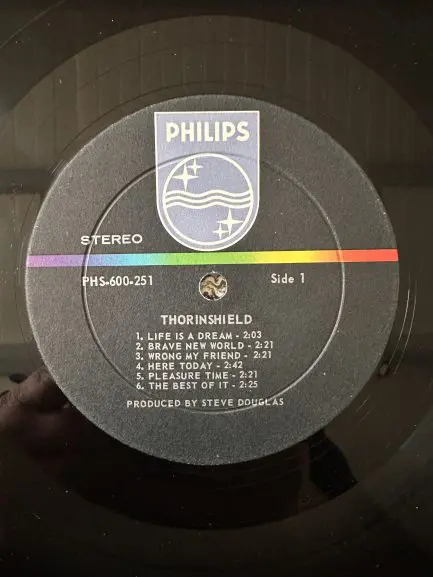 PHILIPS
STEREO
PHS-600-251 Side 1
THORINSHIELD
1. LIFE IS A DREAM - 2:03
2. BRAVE NEW WORLD - 2:21
3. WRONG MY FRIEND - 2:21
4. HERE TODAY - 2:42
5. PLEASURE TIME - 2:21
6. THE BEST OF IT - 2:25
PRODUCED BY STEVE DOUGLAS